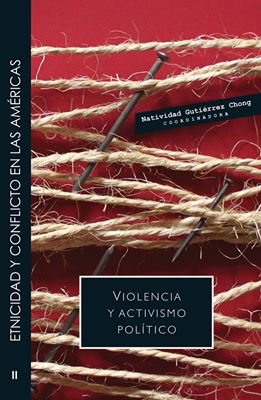 ETNICIDAD Y CONFLICTO EN LAS AMÉRICAS
II
Natividad Gutiérrez Chong
COORDINADORA
VIOLENCIA
Y ACTIVISMO
POLÍTICO